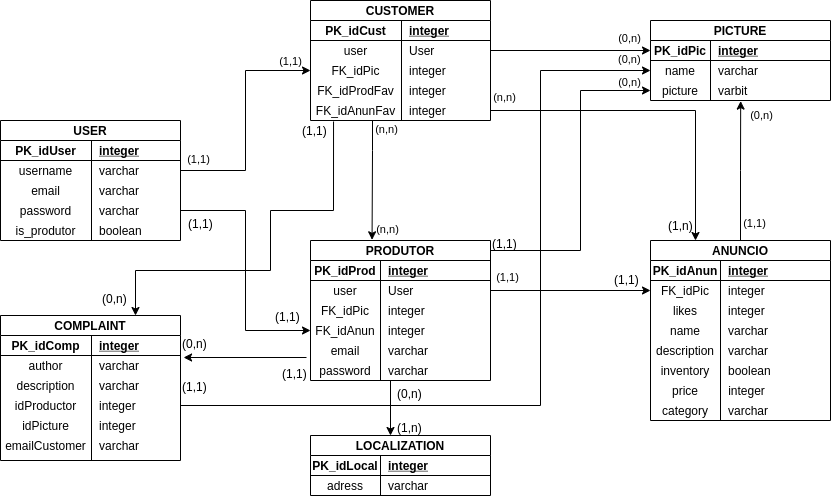 CUSTOMER
PK_idCust integer
user User
FK_idPic integer
FK_idProdFav integer
FK_idAnunFav integer
PICTURE
PK_idPic integer
name varchar
picture varbit
USER
PK_idUser integer
username varchar
email varchar
password varchar
is_produtor boolean
PRODUTOR
PK_idProd integer
user User
FK_idPic integer
FK_idAnun integer
email varchar
password varchar
ANUNCIO
PK_idAnun integer
FK_idPic integer
likes integer
name varchar
description varchar
inventory boolean
price integer
category varchar
COMPLAINT
PK_idComp integer
author varchar
description varchar
idProductor integer
idPicture integer
emailCustomer varchar
LOCALIZATION
PK_idLocal integer
adress varchar
(0,n)
(1,1)
(0,n)
(0,n)
(n,n)
(0,n)
(1,1)
(n,n)
(1,1)
(1,1)
(1,n)
(1,1)
(n,n)
(1,1)
(1,1)
(1,1)
(0,n)
(1,1)
(0,n)
(1,1)
(1,1)
(0,n)
(1,n)